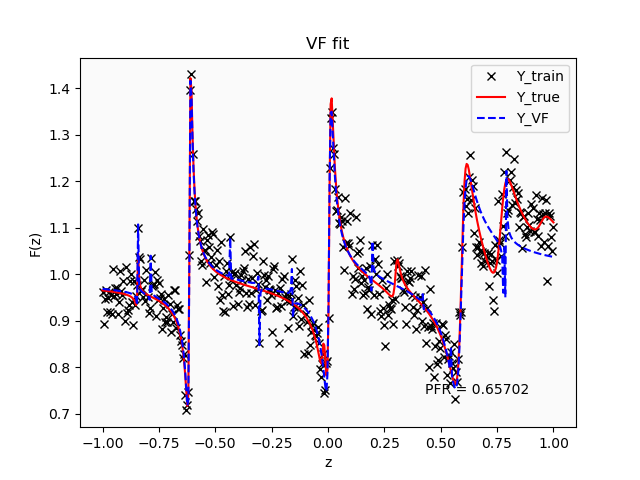 VF fit
Y_train
Y_true
Y_VF
F(z)
1.4
1.3
1.2
1.1
1.0
0.9
0.8
0.7
PFR = 0.65702
−1.00 −0.75 −0.50 −0.25 0.00 0.25 0.50 0.75 1.00
z